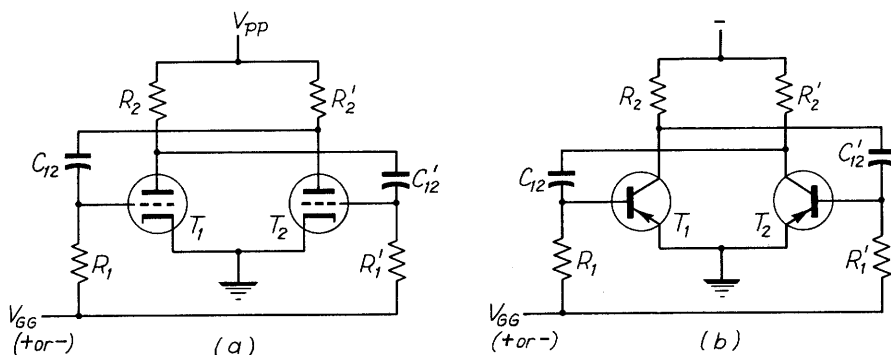 V_PP
R_2
R_2'
C_12
C_12'
T_1
T_2
R_1
R_1'
V_GG
(+or-)
(a)
-
R_2
R_2'
C_12
C_12'
T_1
T_2
R_1
R_1'
V_GG
(+or-)
(b)